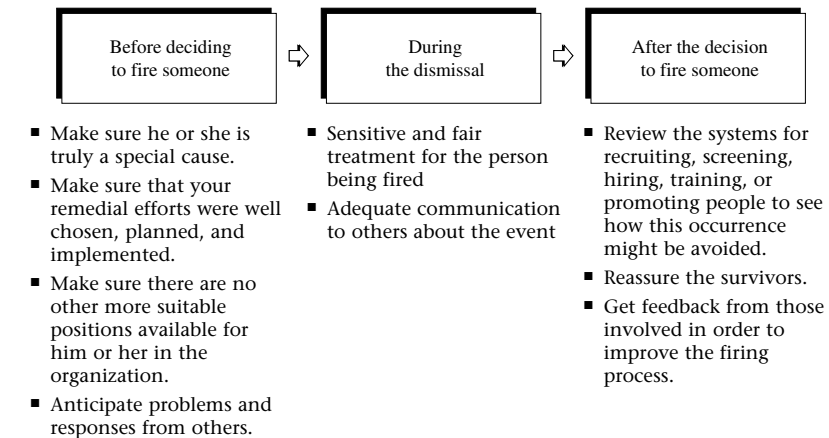 Before deciding
to fire someone
During
the dismissal
After the decision
to fire someone
■ Make sure he or she is
truly a special cause.
■ Make sure that your
remedial efforts were well
chosen, planned, and
implemented.
■ Make sure there are no
other more suitable
positions available for
him or her in the
organization.
■ Anticipate problems and
responses from others.
■ Sensitive and fair
treatment for the person
being fired
■ Adequate communication
to others about the event
■ Review the systems for
recruiting, screening,
hiring, training, or
promoting people to see
how this occurrence
might be avoided.
■ Reassure the survivors.
■ Get feedback from those
involved in order to
improve the firing
process.